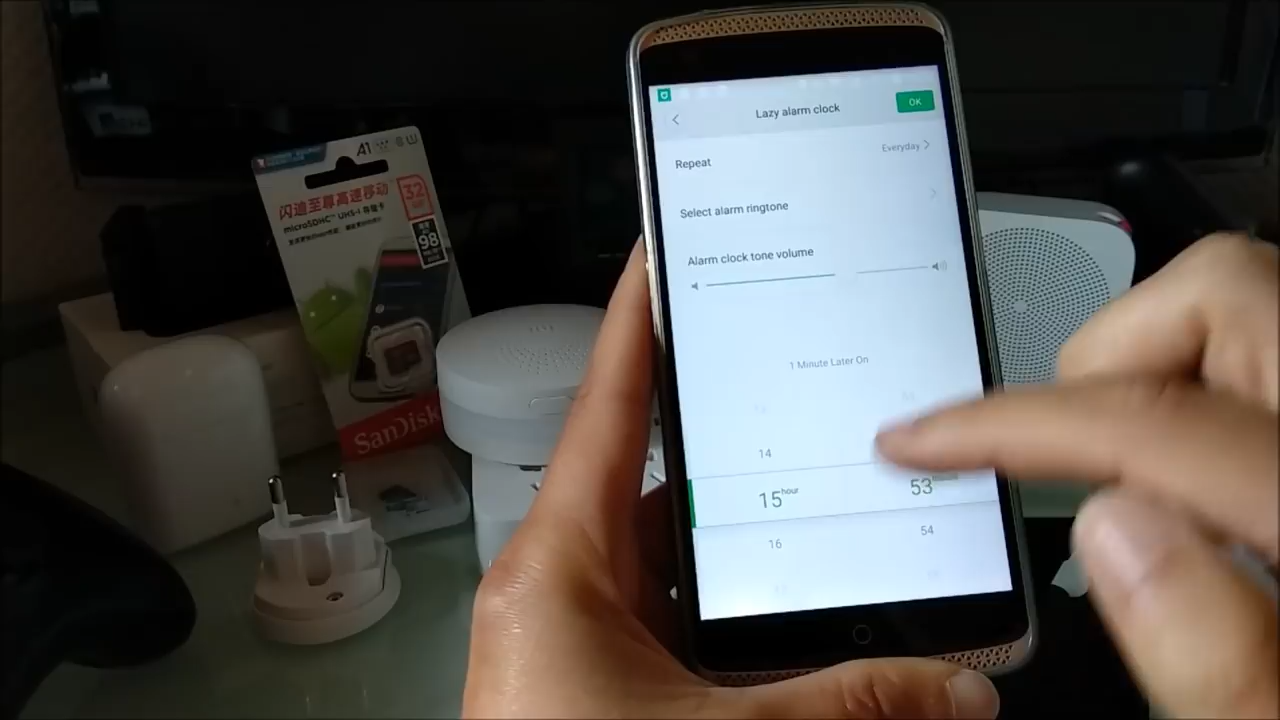 Lazy alarm clock
OK
Repeat
Everyday
Select alarm ringtone
Alarm clock tone volume
1 Minute Later On
14
15 hour
53
16
54
A1
闪迪至尊高速移动
32
microSDHC™ UHS-I 存储卡
98
SanDisk